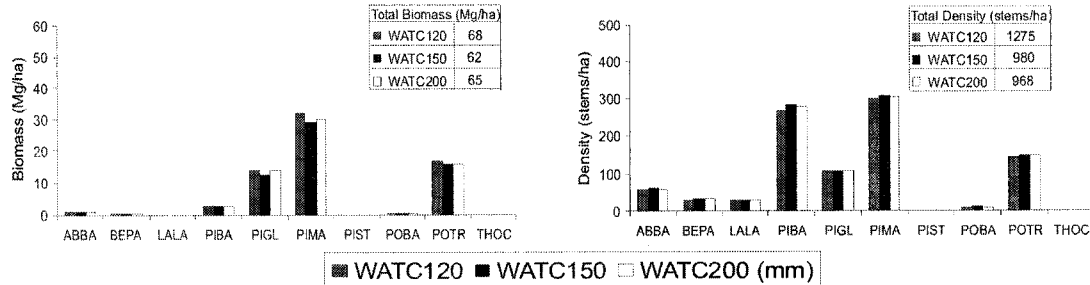 Total Biomass (Mg/ha)
WATC120 68
WATC150 62
WATC200 65
Biomass (Mg/ha)
60
50
40
30
20
10
0
ABBA BEPA LALA PIBA PIGL PIMA PIST POBA POTR THOC
Total Density (stems/ha)
WATC120 1275
WATC150 980
WATC200 968
Density (stems/ha)
500
400
300
200
100
0
ABBA BEPA LALA PIBA PIGL PIMA PIST POBA POTR THOC
WATC120 WATC150 WATC200 (mm)